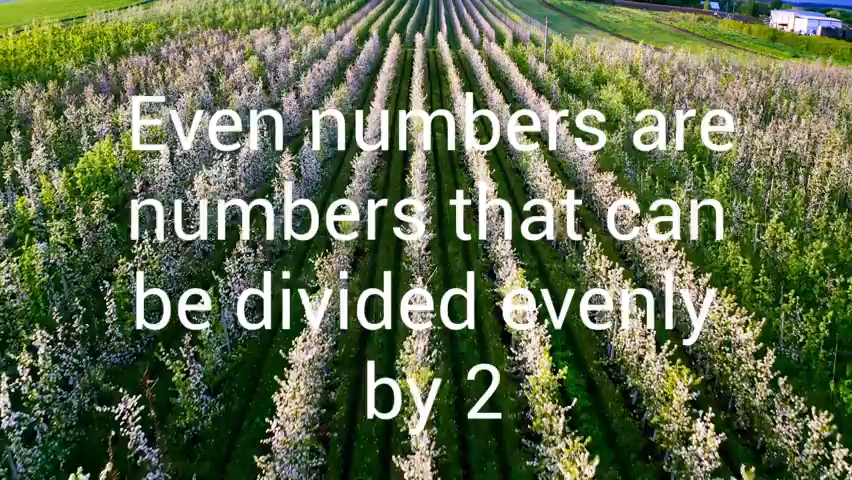 Even numbers are
numbers that can
be divided evenly
by 2